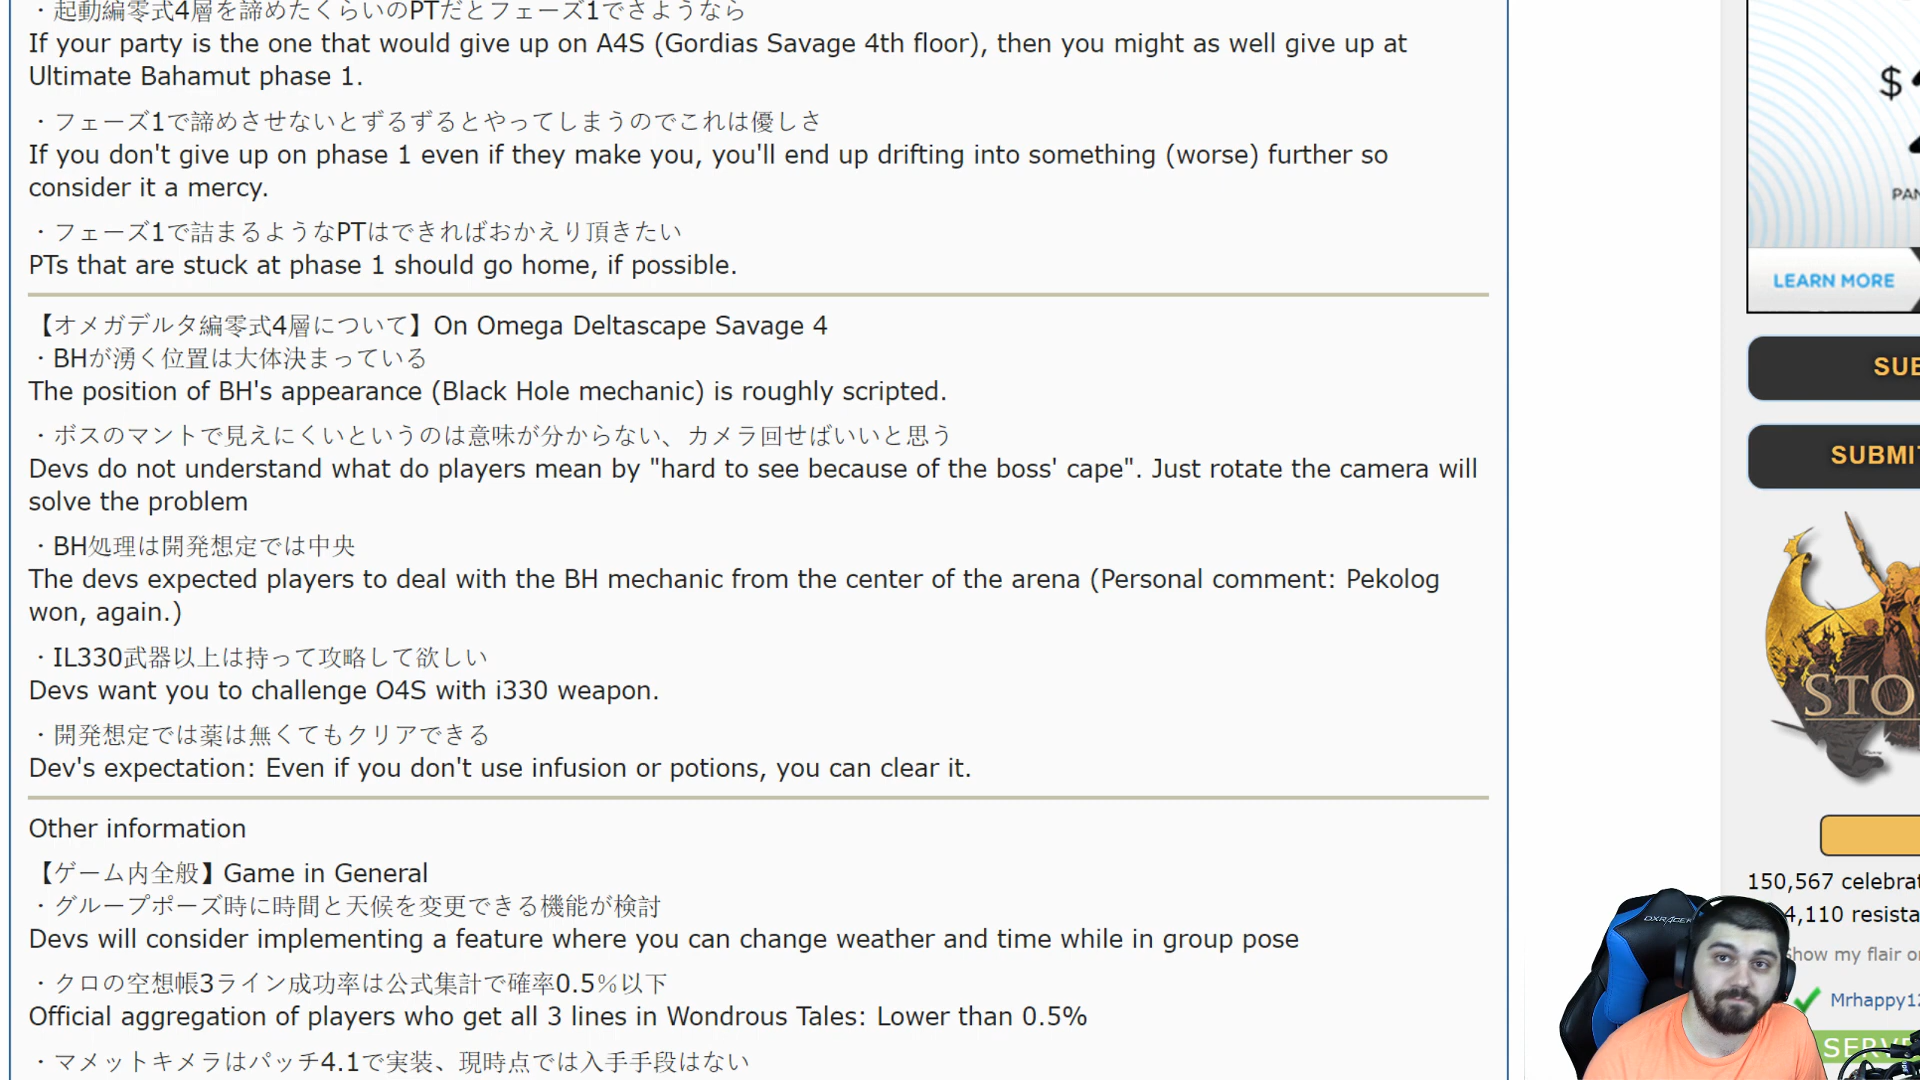 ・起動編零式4層を諦めたくらいのPTだとフェーズ1でさようなら
If your party is the one that would give up on A4S (Gordias Savage 4th floor), then you might as well give up at
Ultimate Bahamut phase 1.
・フェーズ1で諦めさせないとずるずるとやってしまうのでこれは優しさ
If you don't give up on phase 1 even if they make you, you'll end up drifting into something (worse) further so
consider it a mercy.
・フェーズ1で詰まるようなPTはできればおかえり頂きたい
PTs that are stuck at phase 1 should go home, if possible.
【オメガデルタ編零式4層について】On Omega Deltascape Savage 4
・BHが湧く位置は大体決まっている
The position of BH's appearance (Black Hole mechanic) is roughly scripted.
・ボスのマントで見えにくいというのは意味が分からない、カメラ回せばいいと思う
Devs do not understand what do players mean by "hard to see because of the boss' cape". Just rotate the camera will
solve the problem
・BH処理は開発想定では中央
The devs expected players to deal with the BH mechanic from the center of the arena (Personal comment: Pekolog
won, again.)
・IL330武器以上は持って攻略して欲しい
Devs want you to challenge O4S with i330 weapon.
・開発想定では薬は無くてもクリアできる
Dev's expectation: Even if you don't use infusion or potions, you can clear it.
Other information
【ゲーム内全般】Game in General
・グループポーズ時に時間と天候を変更できる機能が検討
Devs will consider implementing a feature where you can change weather and time while in group pose
・クロの空想帳3ライン成功率は公式集計で確率0.5%以下
Official aggregation of players who get all 3 lines in Wondrous Tales: Lower than 0.5%
・マメットキメラはパッチ4.1で実装、現時点では入手手段はない
$
PAN
LEARN MORE
SUB
SUBMIT
STO
150,567 celebrat
4,110 resista
how my flair o
Mrhappy1
SERVE
DXRACER